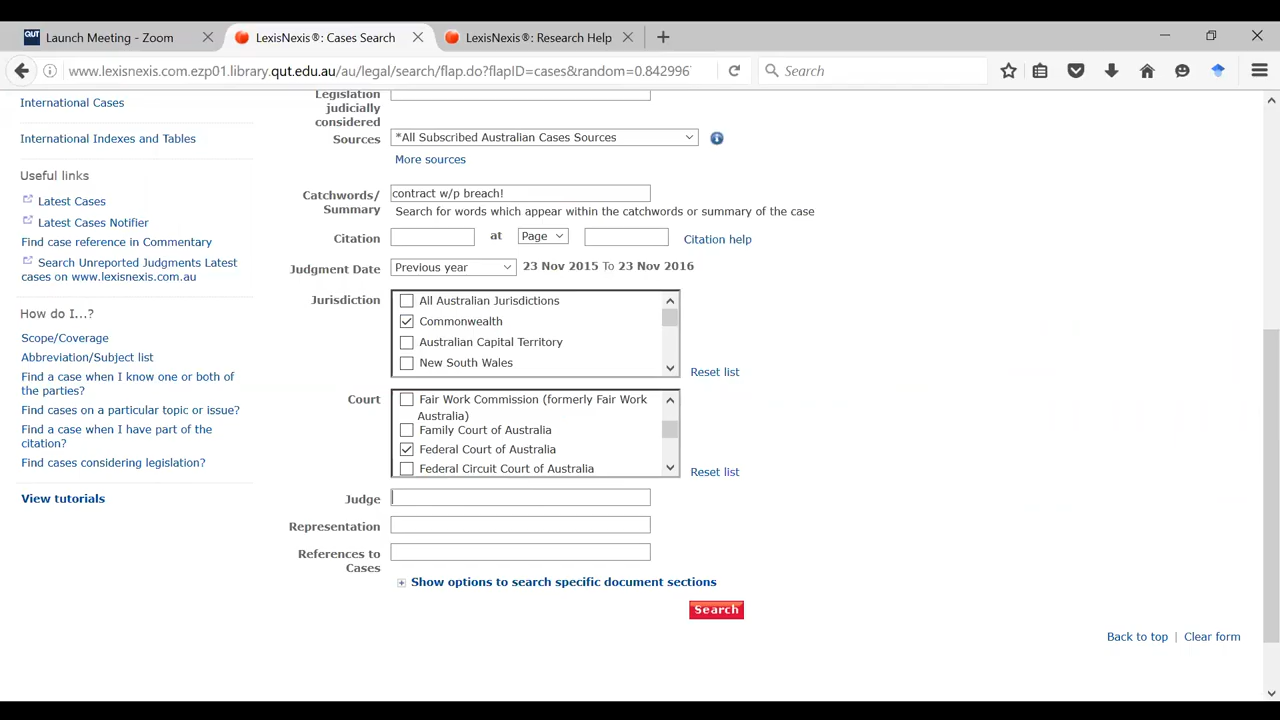 QUT Launch Meeting - Zoom
LexisNexis®: Cases Search
LexisNexis®: Research Help
www.lexisnexis.com.ezp01.library.qut.edu.au/au/legal/search/flap.do?flapID=cases&random=0.842996
Search
International Cases
International Indexes and Tables
Useful links
Latest Cases
Latest Cases Notifier
Find case reference in Commentary
Search Unreported Judgments Latest
cases on www.lexisnexis.com.au
How do I...?
Scope/Coverage
Abbreviation/Subject list
Find a case when I know one or both of
the parties?
Find cases on a particular topic or issue?
Find a case when I have part of the
citation?
Find cases considering legislation?
View tutorials
Legislation
judicially
considered
Sources *All Subscribed Australian Cases Sources
More sources
Catchwords/
Summary
contract w/p breach!
Search for words which appear within the catchwords or summary of the case
Citation at Page Citation help
Judgment Date Previous year 23 Nov 2015 To 23 Nov 2016
Jurisdiction All Australian Jurisdictions
Commonwealth
Australian Capital Territory
New South Wales
Reset list
Court Fair Work Commission (formerly Fair Work
Australia)
Family Court of Australia
Federal Court of Australia
Federal Circuit Court of Australia
Reset list
Judge
Representation
References to
Cases
Show options to search specific document sections
Search
Back to top | Clear form